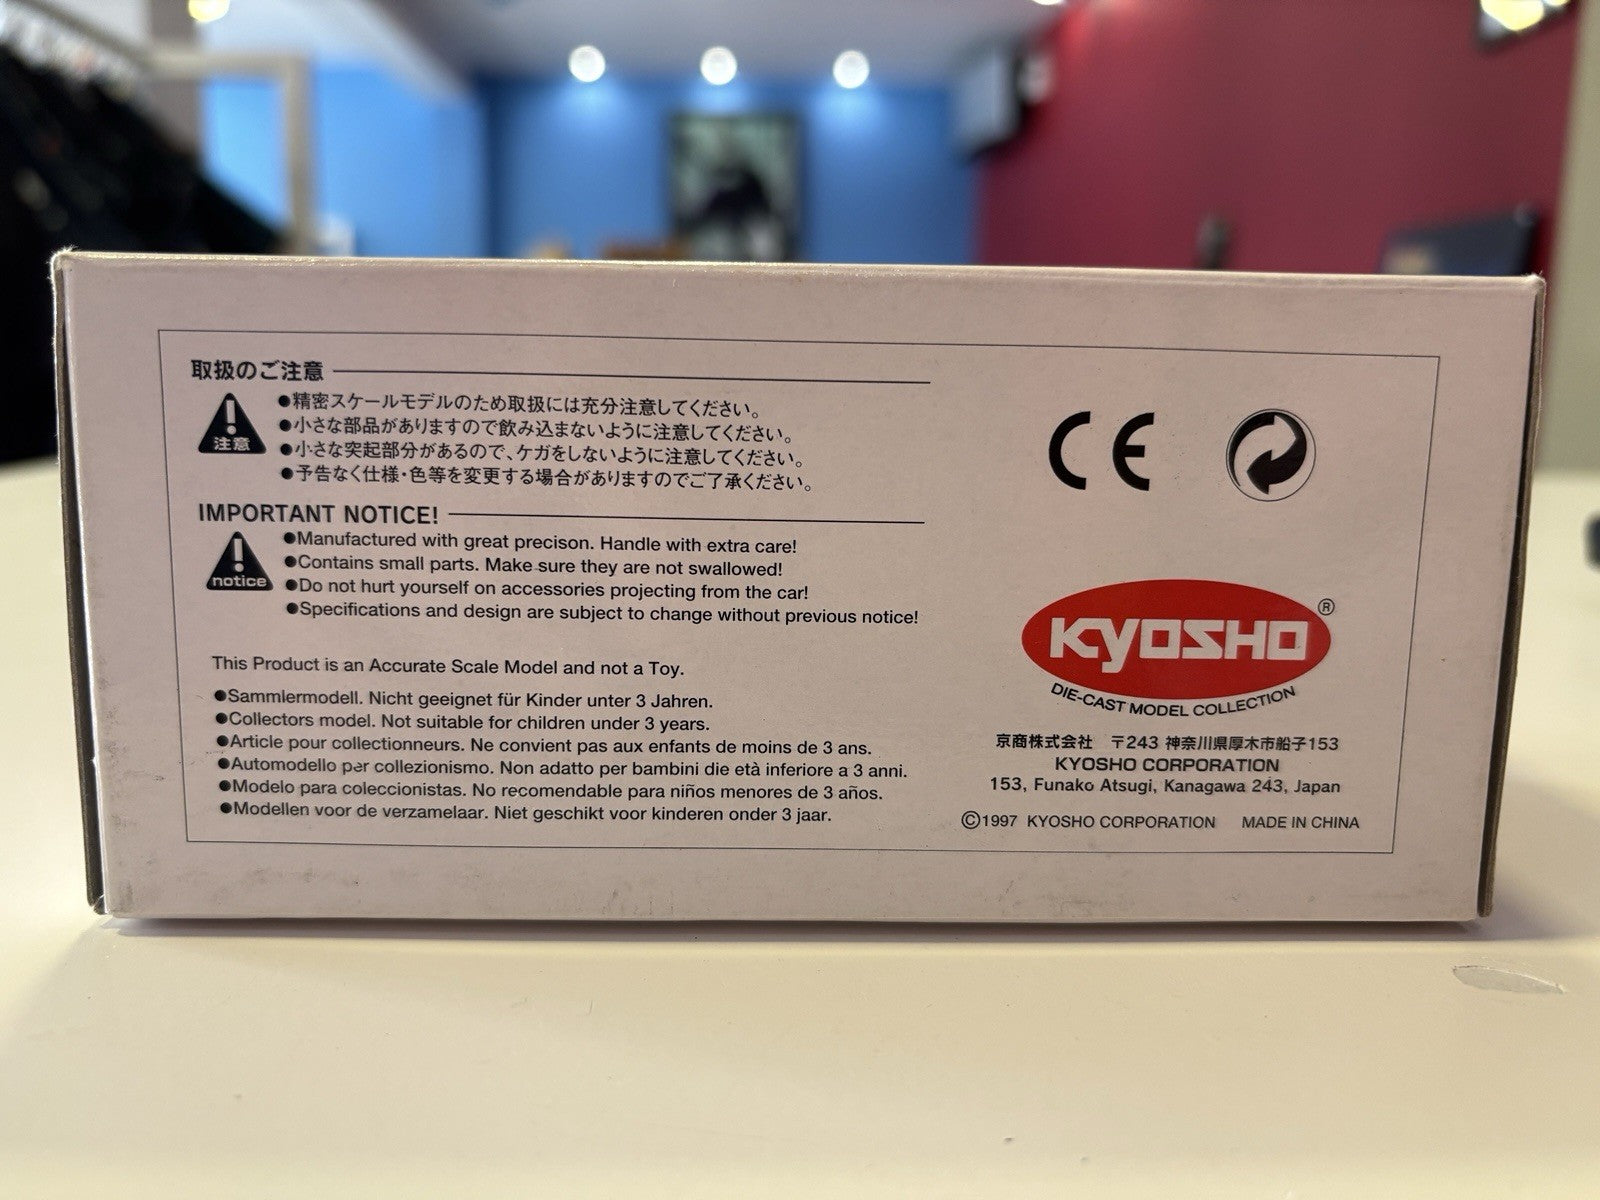 取扱のご注意
注意
●精密スケールモデルのため取扱には充分注意してください。
●小さな部品がありますので飲み込まないように注意してください。
●小さな突起部分があるので、ケガをしないように注意してください。
●予告なく仕様・色等を変更する場合がありますのでご了承ください。
IMPORTANT NOTICE!
notice
●Manufactured with great precison. Handle with extra care!
●Contains small parts. Make sure they are not swallowed!
●Do not hurt yourself on accessories projecting from the car!
●Specifications and design are subject to change without previous notice!
This Product is an Accurate Scale Model and not a Toy.
●Sammlermodell. Nicht geeignet für Kinder unter 3 Jahren.
●Collectors model. Not suitable for children under 3 years.
●Article pour collectionneurs. Ne convient pas aux enfants de moins de 3 ans.
●Automodello per collezionismo. Non adatto per bambini die età inferiore a 3 anni.
●Modelo para coleccionistas. No recomendable para niños menores de 3 años.
●Modellen voor de verzamelaar. Niet geschikt voor kinderen onder 3 jaar.
CE
KYOSHO®
DIE-CAST MODEL COLLECTION
京商株式会社 〒243 神奈川県厚木市船子153
KYOSHO CORPORATION
153, Funako Atsugi, Kanagawa 243, Japan
©1997 KYOSHO CORPORATION MADE IN CHINA